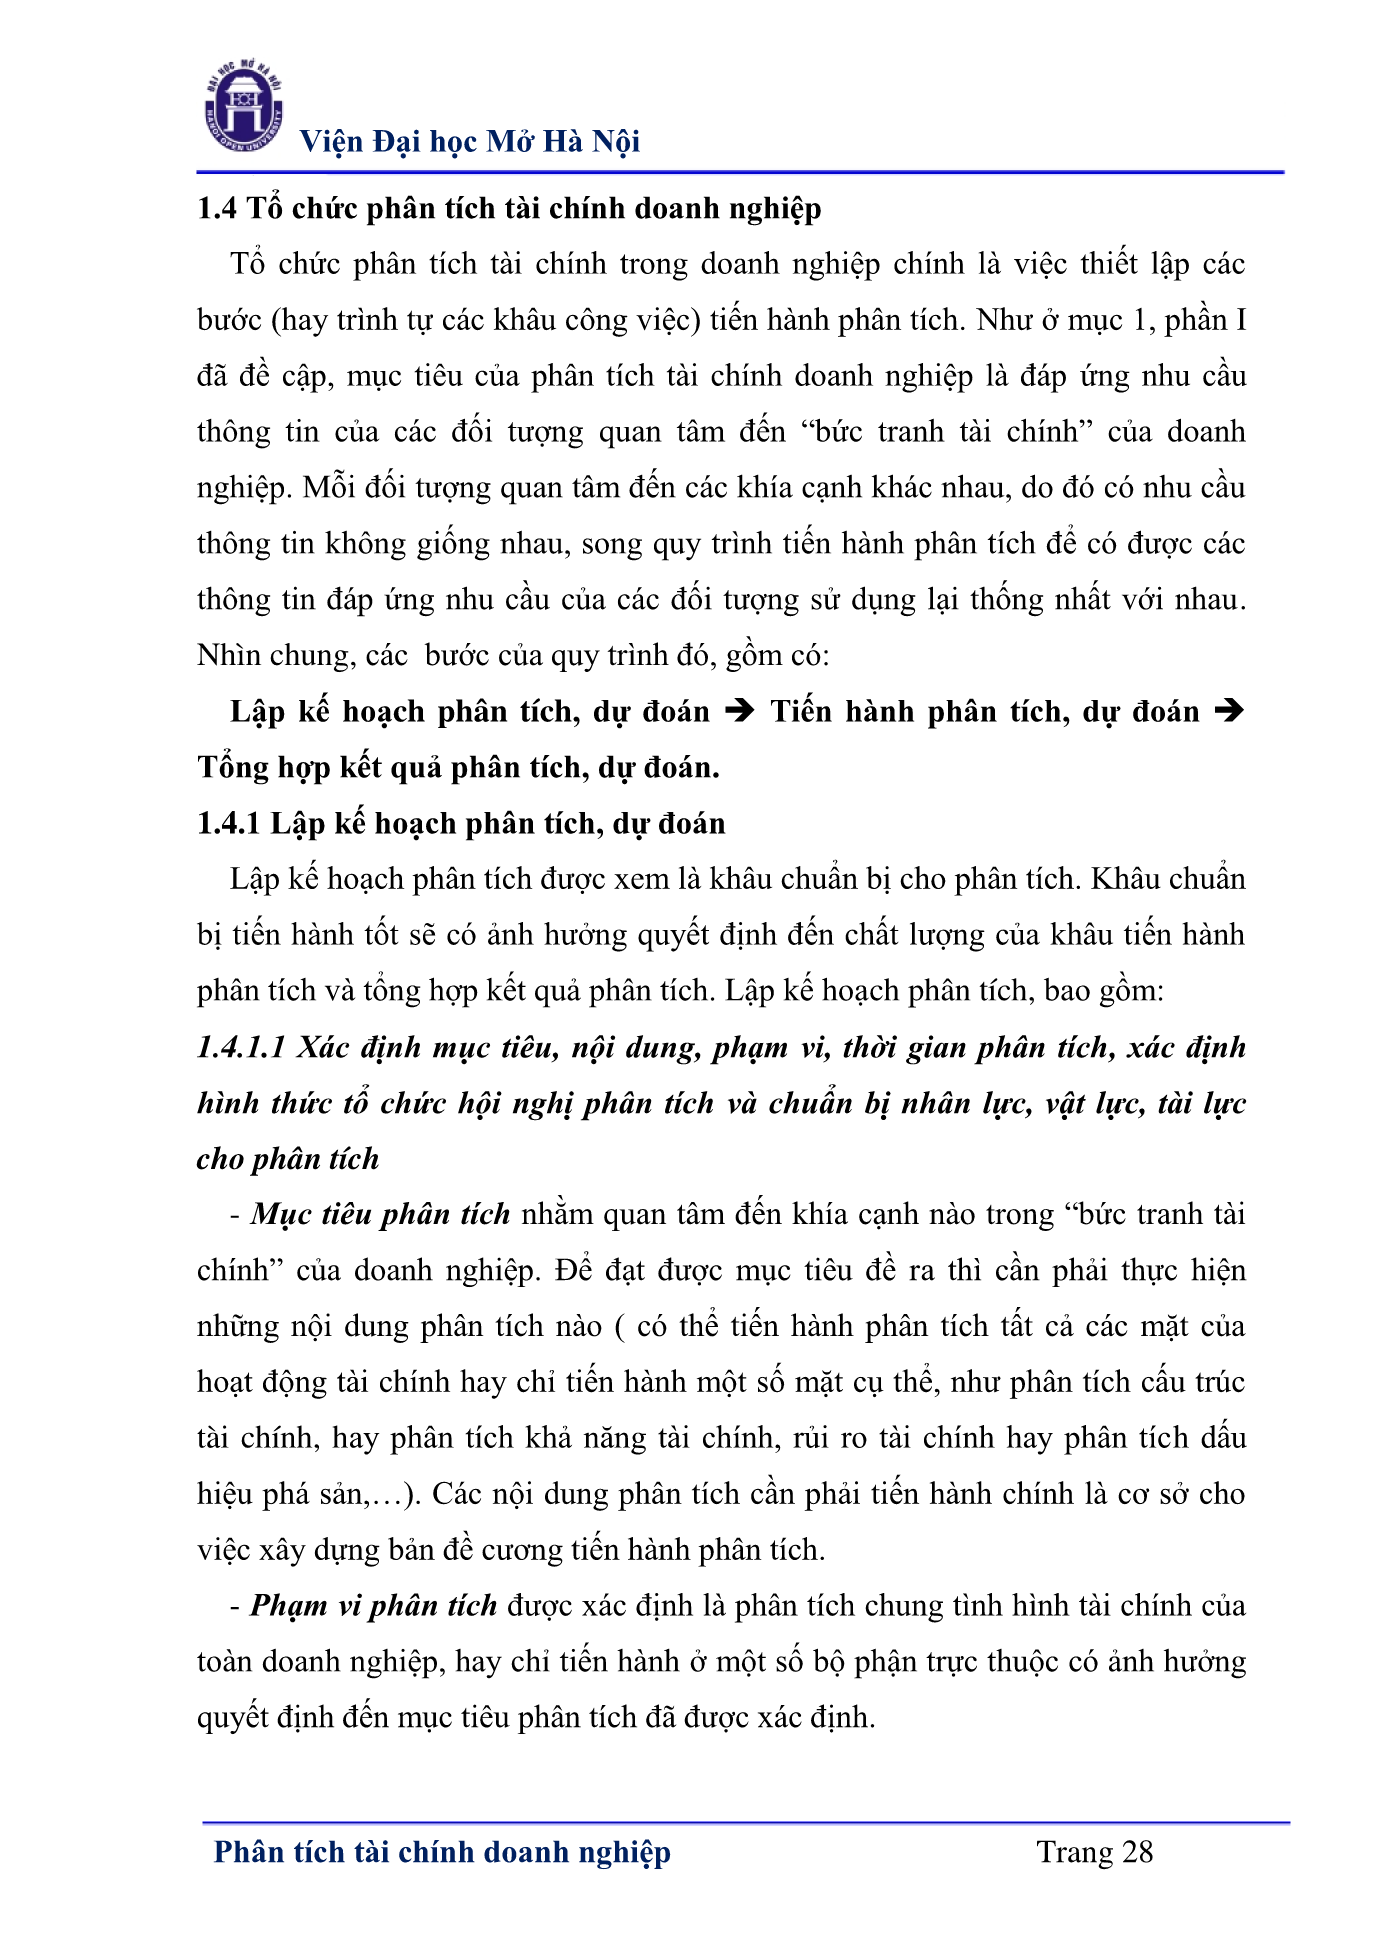 ĐẠI HỌC MỞ HÀ NỘI
HANOI OPEN UNIVERSITY
Viện Đại học Mở Hà Nội
1.4 Tổ chức phân tích tài chính doanh nghiệp
Tổ chức phân tích tài chính trong doanh nghiệp chính là việc thiết lập các
bước (hay trình tự các khâu công việc) tiến hành phân tích. Như ở mục 1, phần I
đã đề cập, mục tiêu của phân tích tài chính doanh nghiệp là đáp ứng nhu cầu
thông tin của các đối tượng quan tâm đến “bức tranh tài chính” của doanh
nghiệp. Mỗi đối tượng quan tâm đến các khía cạnh khác nhau, do đó có nhu cầu
thông tin không giống nhau, song quy trình tiến hành phân tích để có được các
thông tin đáp ứng nhu cầu của các đối tượng sử dụng lại thống nhất với nhau.
Nhìn chung, các  bước của quy trình đó, gồm có:
Lập kế hoạch phân tích, dự đoán ➔ Tiến hành phân tích, dự đoán ➔
Tổng hợp kết quả phân tích, dự đoán.
1.4.1 Lập kế hoạch phân tích, dự đoán
Lập kế hoạch phân tích được xem là khâu chuẩn bị cho phân tích. Khâu chuẩn
bị tiến hành tốt sẽ có ảnh hưởng quyết định đến chất lượng của khâu tiến hành
phân tích và tổng hợp kết quả phân tích. Lập kế hoạch phân tích, bao gồm:
1.4.1.1 Xác định mục tiêu, nội dung, phạm vi, thời gian phân tích, xác định
hình thức tổ chức hội nghị phân tích và chuẩn bị nhân lực, vật lực, tài lực
cho phân tích
- Mục tiêu phân tích nhằm quan tâm đến khía cạnh nào trong “bức tranh tài
chính” của doanh nghiệp. Để đạt được mục tiêu đề ra thì cần phải thực hiện
những nội dung phân tích nào ( có thể tiến hành phân tích tất cả các mặt của
hoạt động tài chính hay chỉ tiến hành một số mặt cụ thể, như phân tích cấu trúc
tài chính, hay phân tích khả năng tài chính, rủi ro tài chính hay phân tích dấu
hiệu phá sản,…). Các nội dung phân tích cần phải tiến hành chính là cơ sở cho
việc xây dựng bản đề cương tiến hành phân tích.
- Phạm vi phân tích được xác định là phân tích chung tình hình tài chính của
toàn doanh nghiệp, hay chỉ tiến hành ở một số bộ phận trực thuộc có ảnh hưởng
quyết định đến mục tiêu phân tích đã được xác định.
Phân tích tài chính doanh nghiệp Trang 28